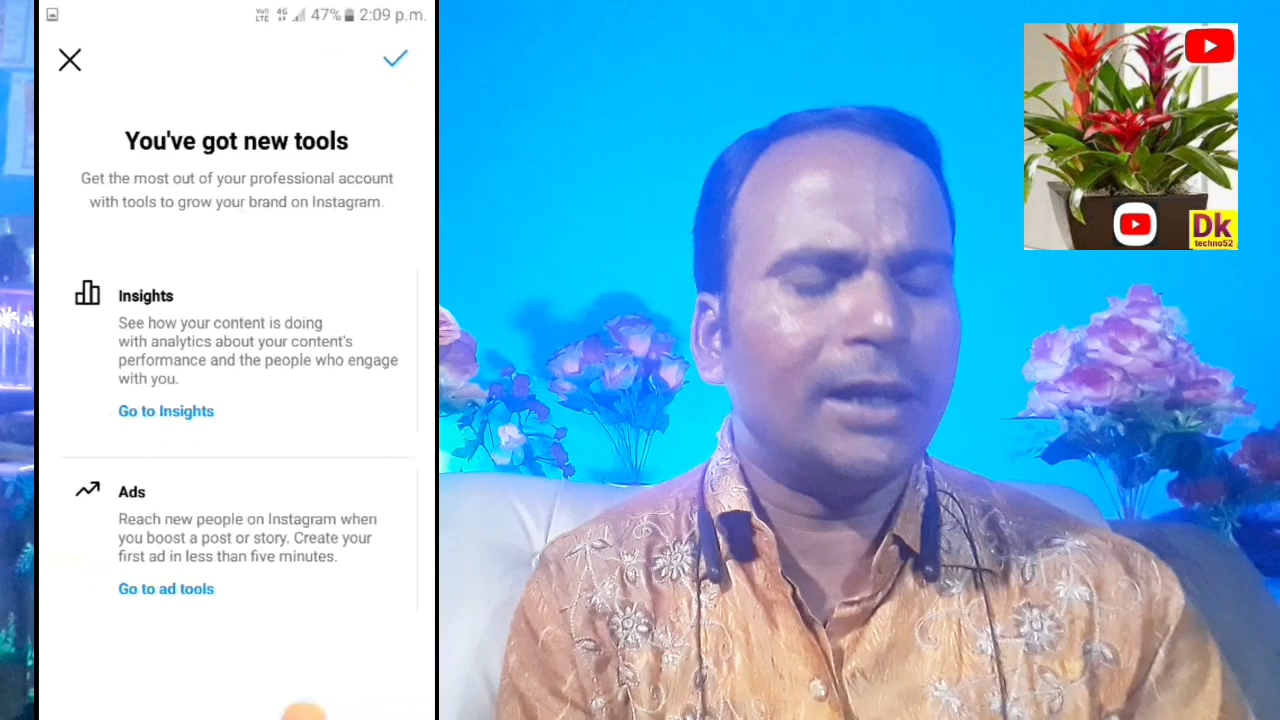 Vo))
LTE
4G
47%
2:09 p.m.
You've got new tools
Get the most out of your professional account
with tools to grow your brand on Instagram.
Insights
See how your content is doing
with analytics about your content's
performance and the people who engage
with you.
Go to Insights
Ads
Reach new people on Instagram when
you boost a post or story. Create your
first ad in less than five minutes.
Go to ad tools
Dk
techno52